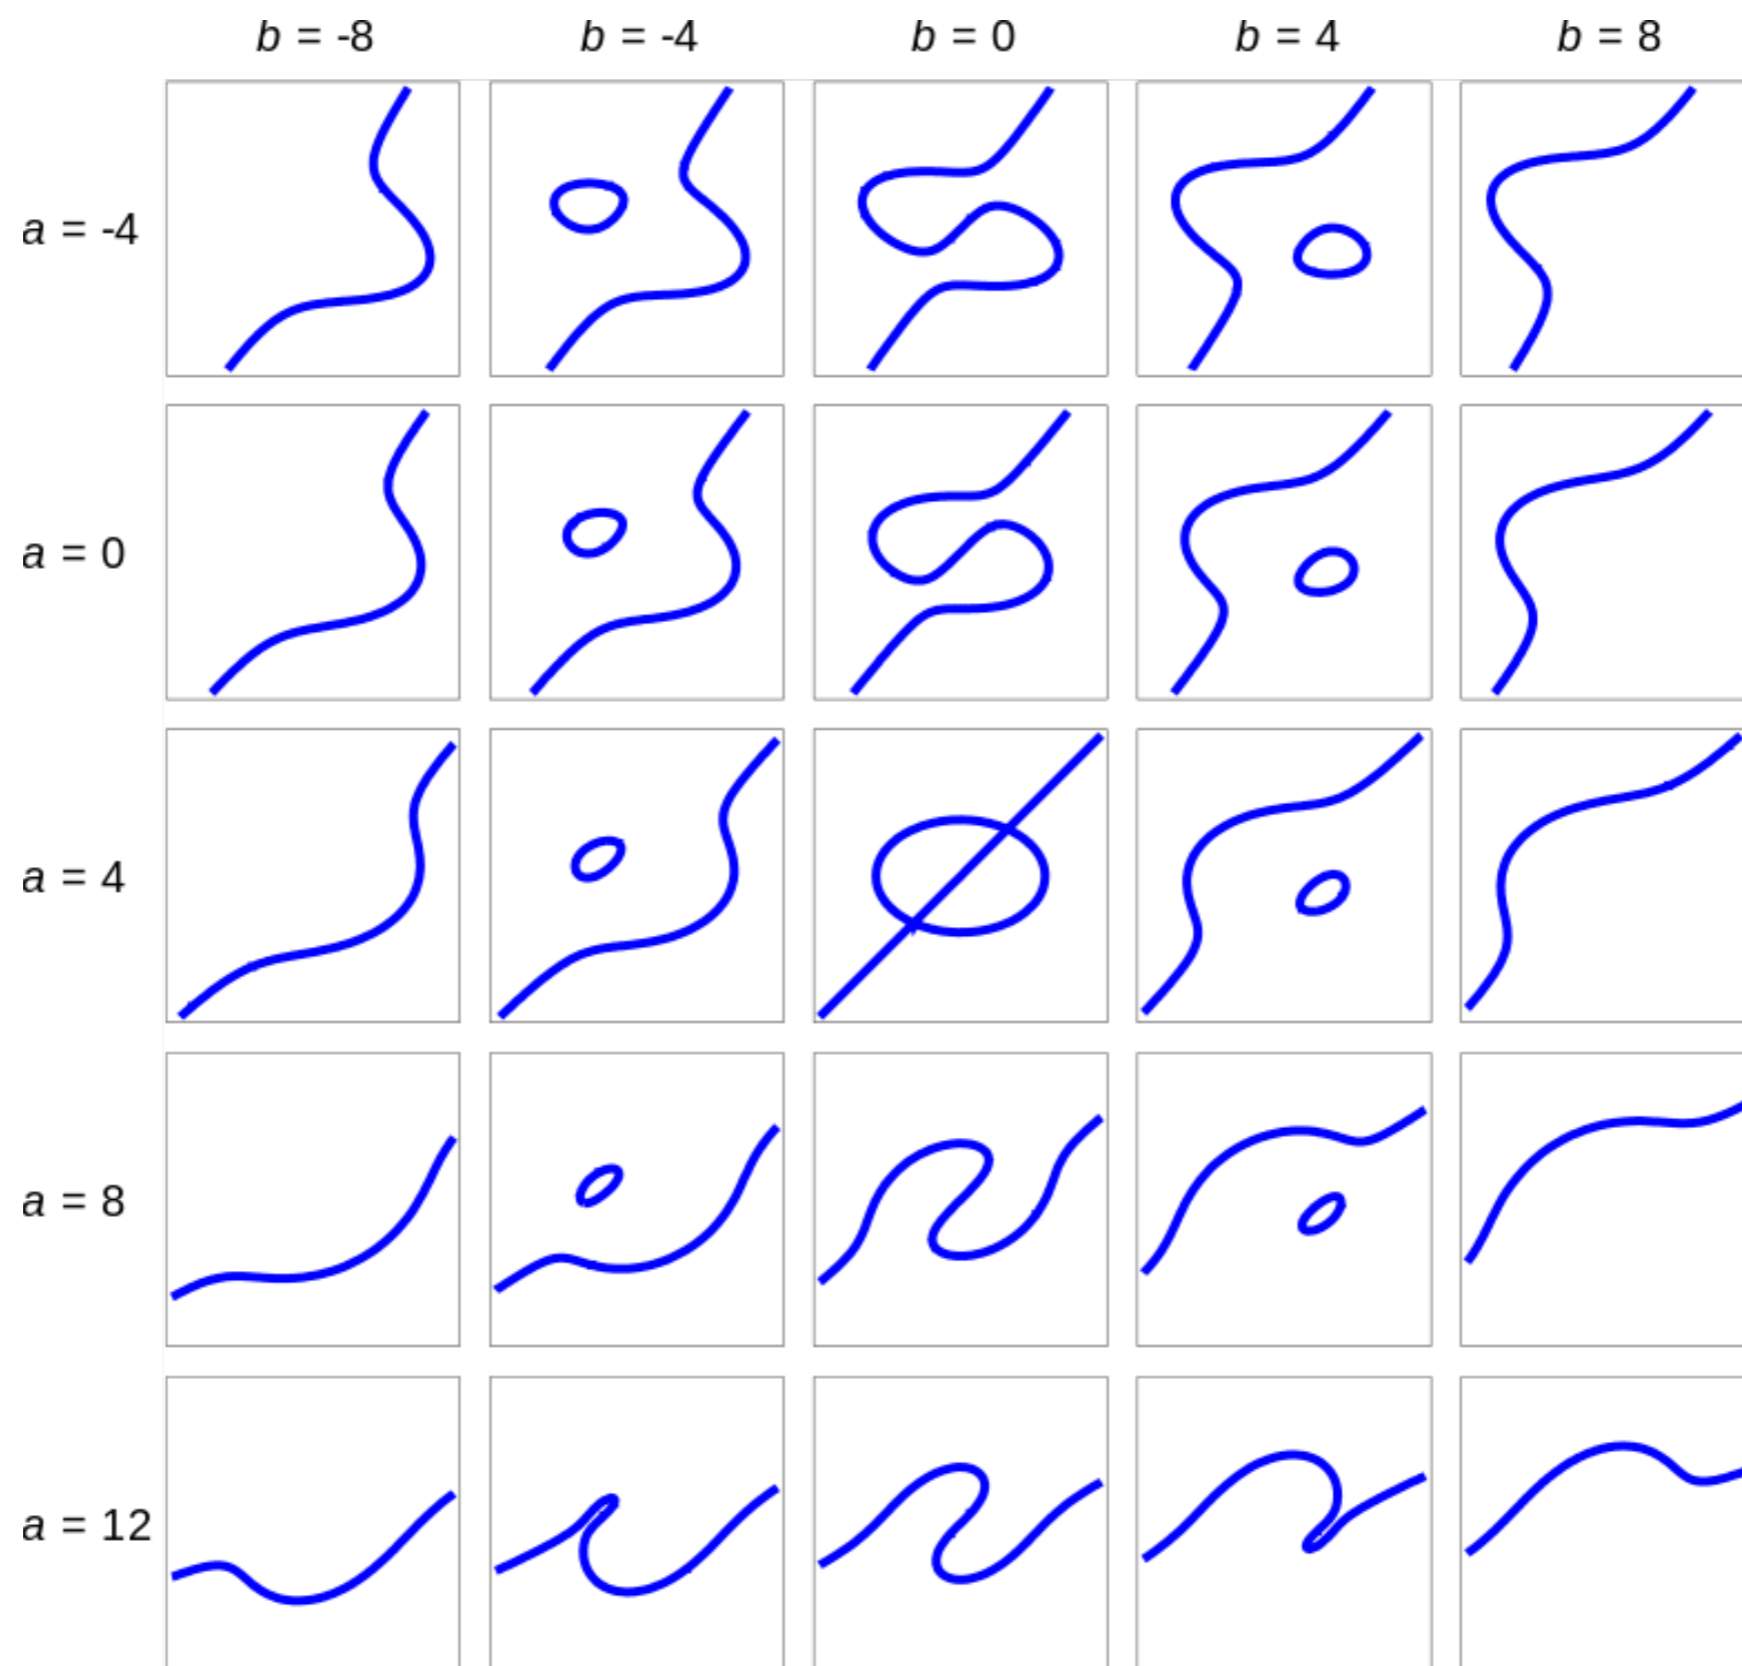 b = -8 b = -4 b = 0 b = 4 b = 8
a = -4
a = 0
a = 4
a = 8
a = 12